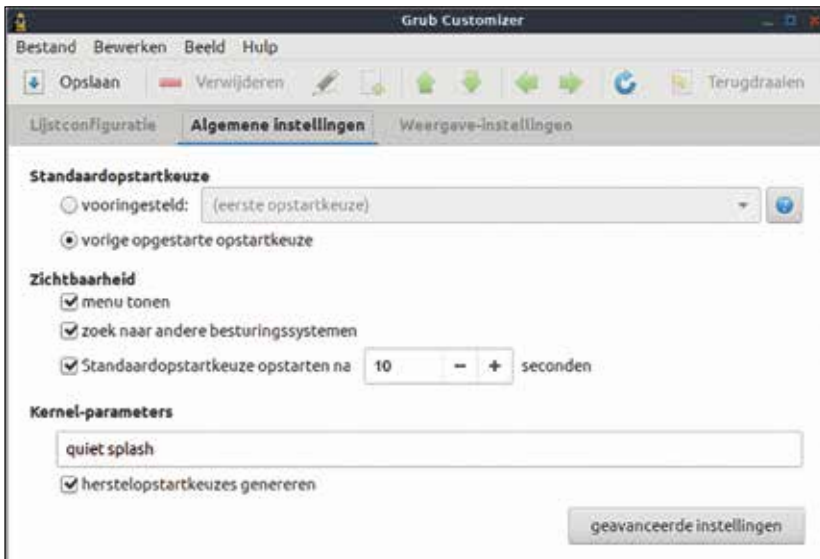 Grub Customizer
Bestand Bewerken Beeld Hulp
Opslaan Verwijderen Terugdraaien
Lijstconfiguratie Algemene instellingen Weergave-instellingen
Standaardopstartkeuze
vooringesteld: (eerste opstartkeuze)
vorige opgestarte opstartkeuze
Zichtbaarheid
menu tonen
zoek naar andere besturingssystemen
Standaardopstartkeuze opstarten na 10 − + seconden
Kernel-parameters
quiet splash
herstelopstartkeuzes genereren
geavanceerde instellingen